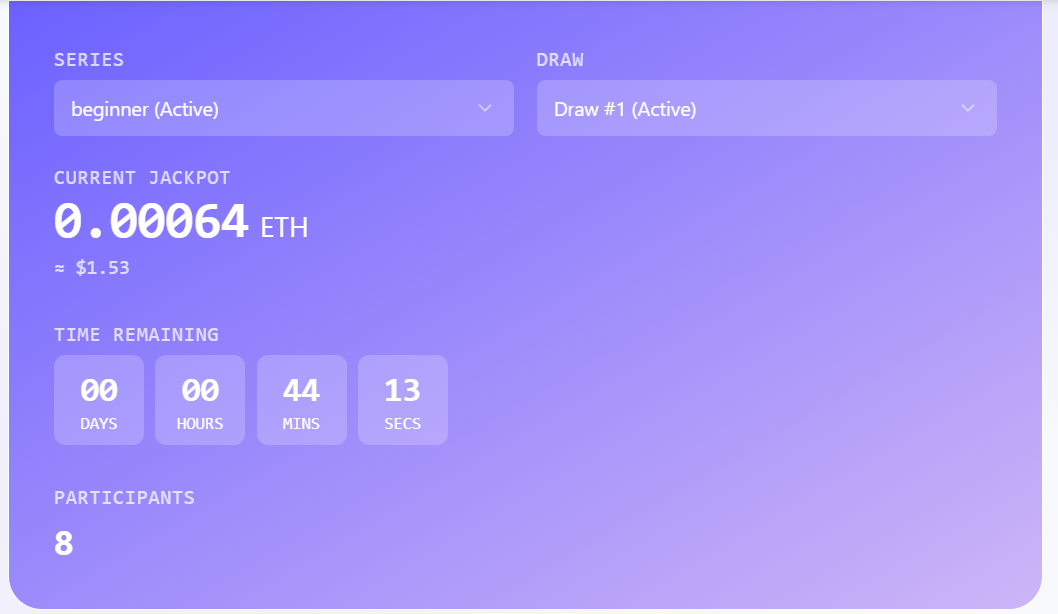 SERIES
DRAW
beginner (Active)
Draw #1 (Active)
CURRENT JACKPOT
0.00064 ETH
≈ $1.53
TIME REMAINING
00 00 44 13
DAYS HOURS MINS SECS
PARTICIPANTS
8